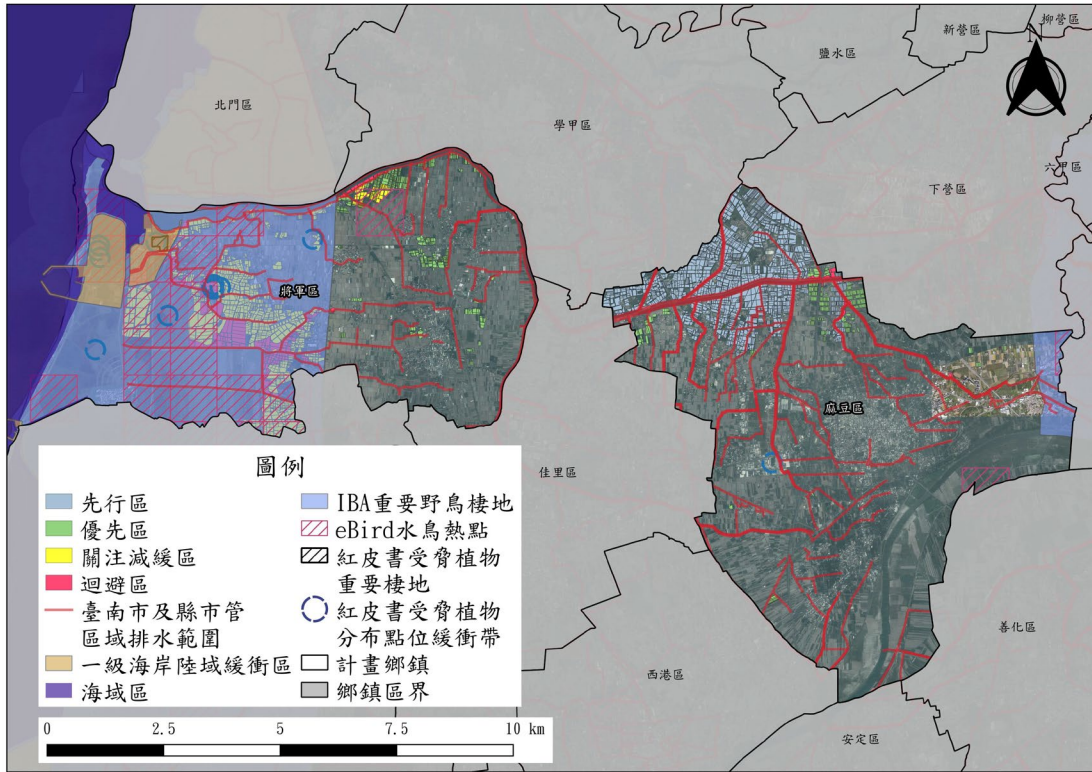 柳營區
新營區
N
鹽水區
北門區
學甲區
六甲區
下營區
將軍區
麻豆區
佳里區
善化區
西港區
安定區
圖例
先行區
優先區
關注減緩區
迴避區
臺南市及縣市管
區域排水範圍
一級海岸陸域緩衝區
海域區
IBA重要野鳥棲地
eBird水鳥熱點
紅皮書受脅植物
重要棲地
紅皮書受脅植物
分布點位緩衝帶
計畫鄉鎮
鄉鎮區界
0 2.5 5 7.5 10 km